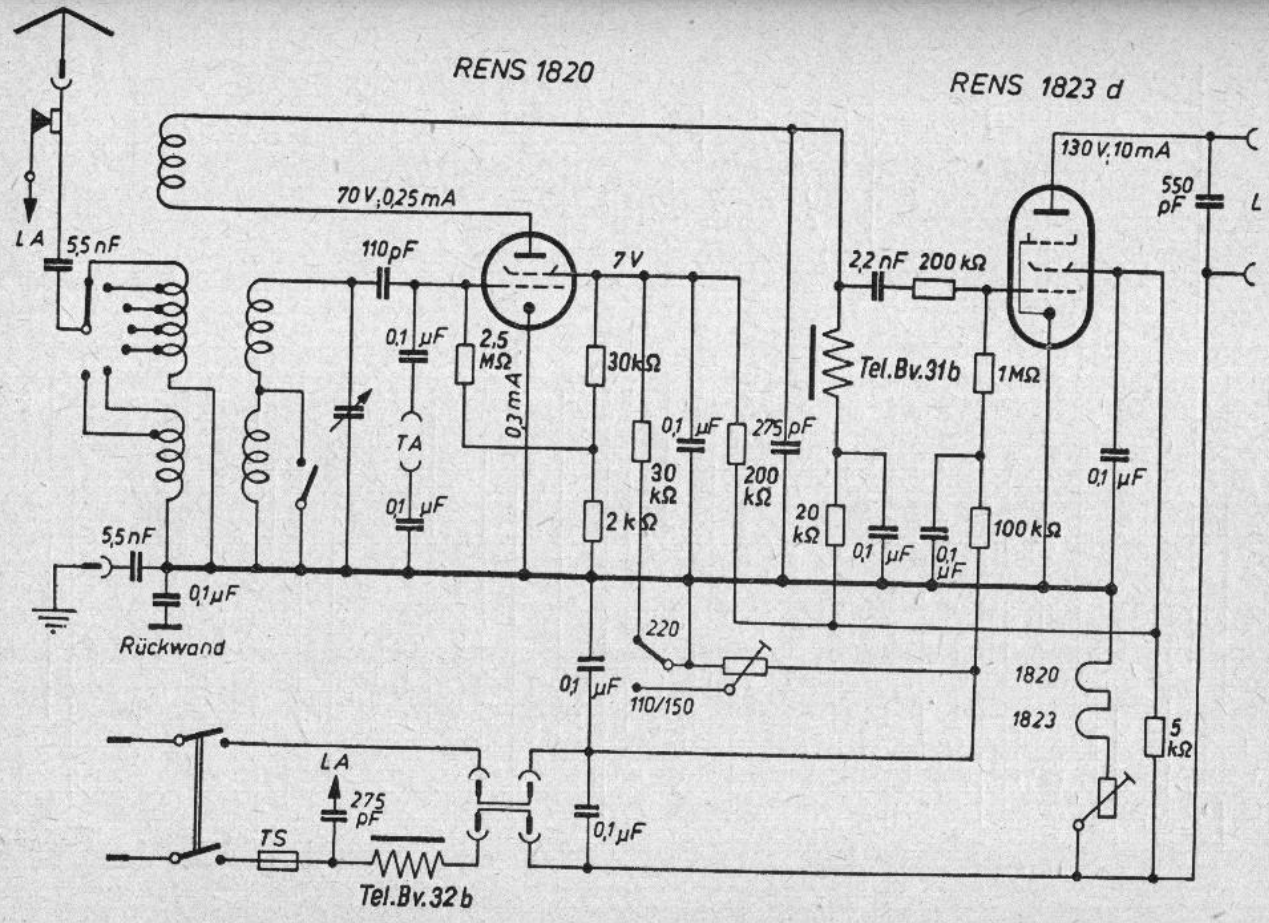 RENS 1820
RENS 1823 d
130 V; 10 mA
550 pF
L
70 V; 0,25 mA
LA
5,5 nF
110 pF
7 V
2,2 nF
200 kΩ
0,1 µF
2,5 MΩ
30 kΩ
Tel.Bv.31b
1 MΩ
0,3 mA
TA
0,1 µF
275 pF
0,1 µF
30 kΩ
200 kΩ
0,1 µF
2 kΩ
20 kΩ
100 kΩ
5,5 nF
0,1 µF
0,1 µF
0,1 µF
Rückwand
220
0,1 µF
110/150
1820
1823
5 kΩ
LA
275 pF
0,1 µF
TS
Tel.Bv.32b